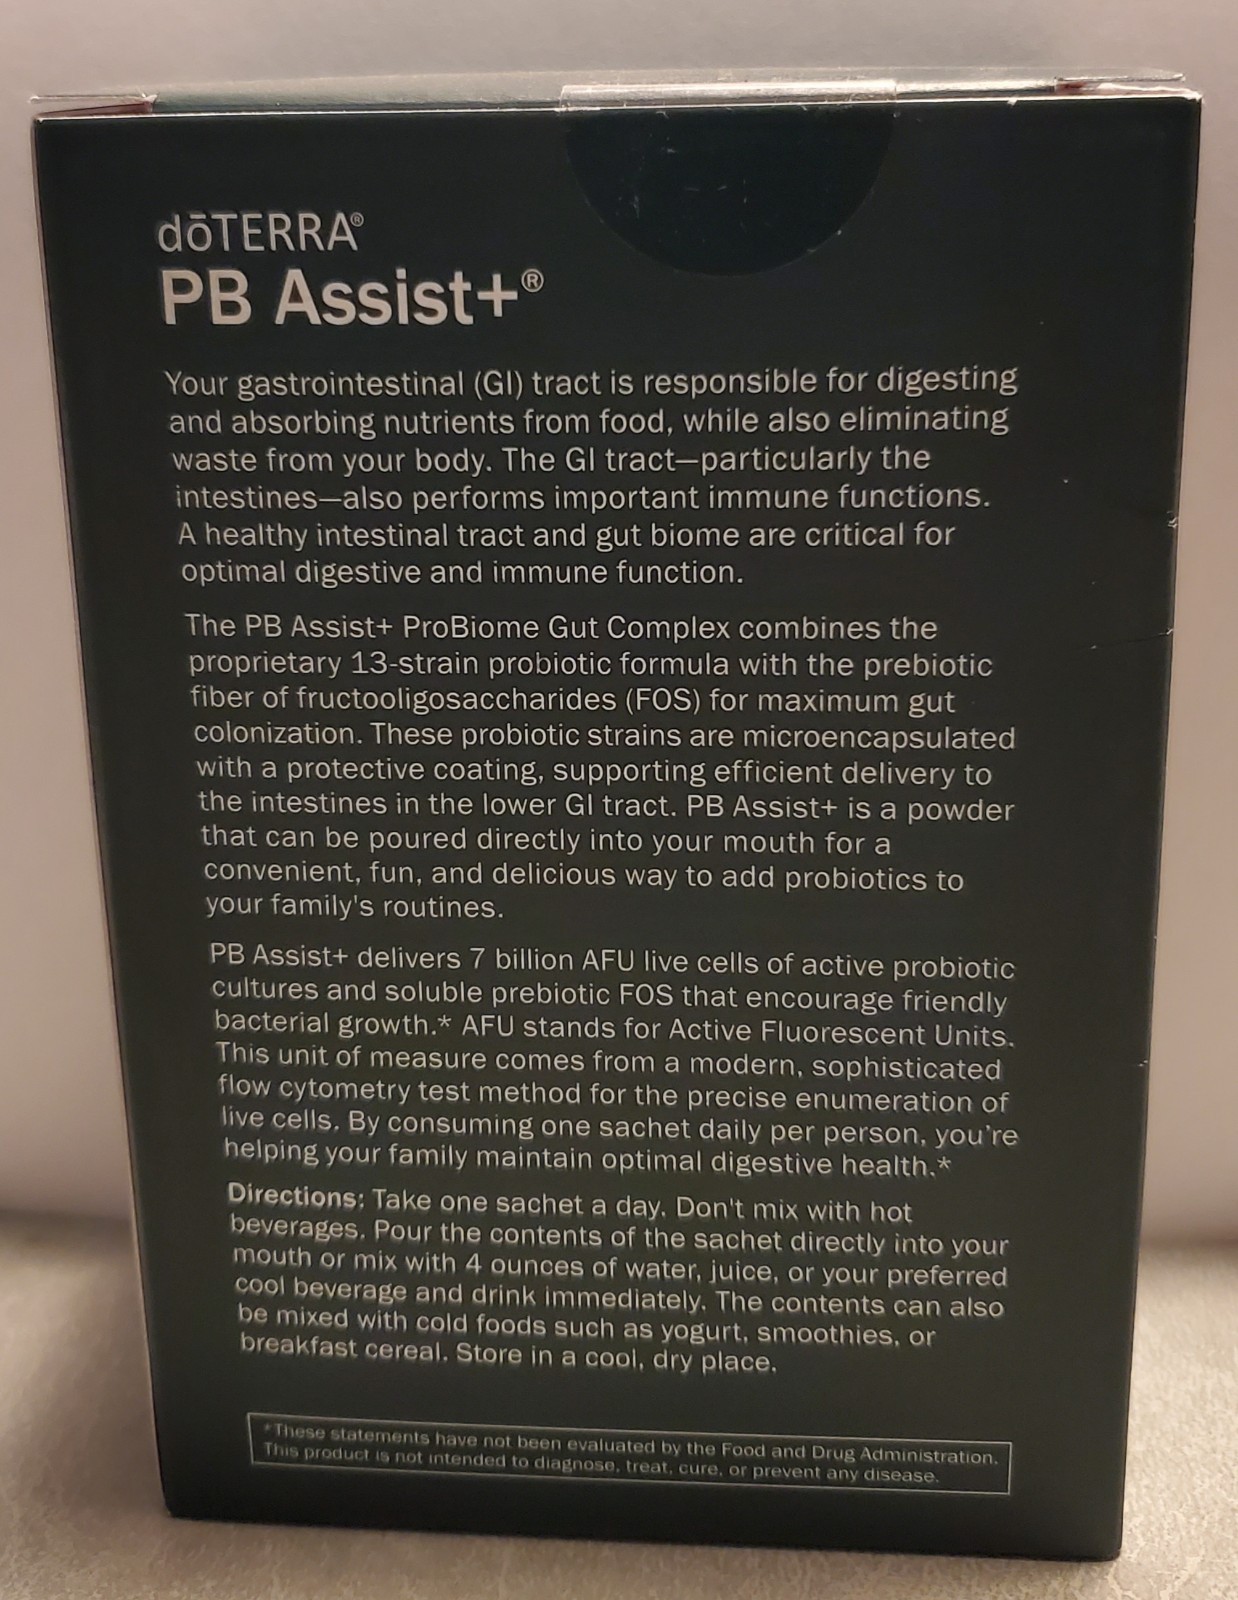 dōTERRA®
PB Assist+®
Your gastrointestinal (GI) tract is responsible for digesting
and absorbing nutrients from food, while also eliminating
waste from your body. The GI tract—particularly the
intestines—also performs important immune functions.
A healthy intestinal tract and gut biome are critical for
optimal digestive and immune function.
The PB Assist+ ProBiome Gut Complex combines the
proprietary 13-strain probiotic formula with the prebiotic
fiber of fructooligosaccharides (FOS) for maximum gut
colonization. These probiotic strains are microencapsulated
with a protective coating, supporting efficient delivery to
the intestines in the lower GI tract. PB Assist+ is a powder
that can be poured directly into your mouth for a
convenient, fun, and delicious way to add probiotics to
your family's routines.
PB Assist+ delivers 7 billion AFU live cells of active probiotic
cultures and soluble prebiotic FOS that encourage friendly
bacterial growth.* AFU stands for Active Fluorescent Units.
This unit of measure comes from a modern, sophisticated
flow cytometry test method for the precise enumeration of
live cells. By consuming one sachet daily per person, you're
helping your family maintain optimal digestive health.*
Directions: Take one sachet a day. Don't mix with hot
beverages. Pour the contents of the sachet directly into your
mouth or mix with 4 ounces of water, juice, or your preferred
cool beverage and drink immediately. The contents can also
be mixed with cold foods such as yogurt, smoothies, or
breakfast cereal. Store in a cool, dry place.
*These statements have not been evaluated by the Food and Drug Administration.
This product is not intended to diagnose, treat, cure, or prevent any disease.